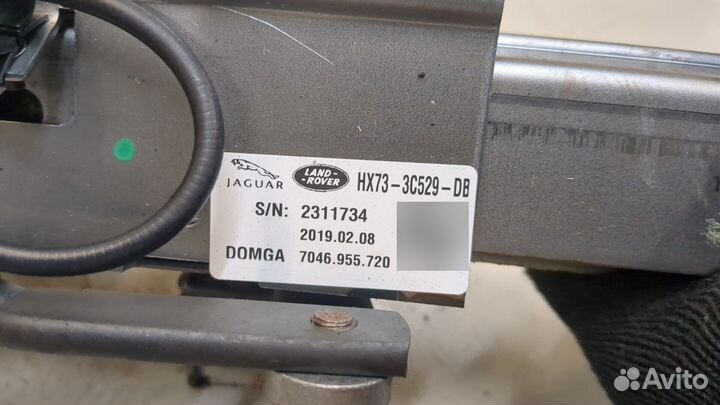 JAGUAR LAND-ROVER HX73-3C529-DB
S/N: 2311734
2019.02.08
DOMGA 7046.955.720
Avito